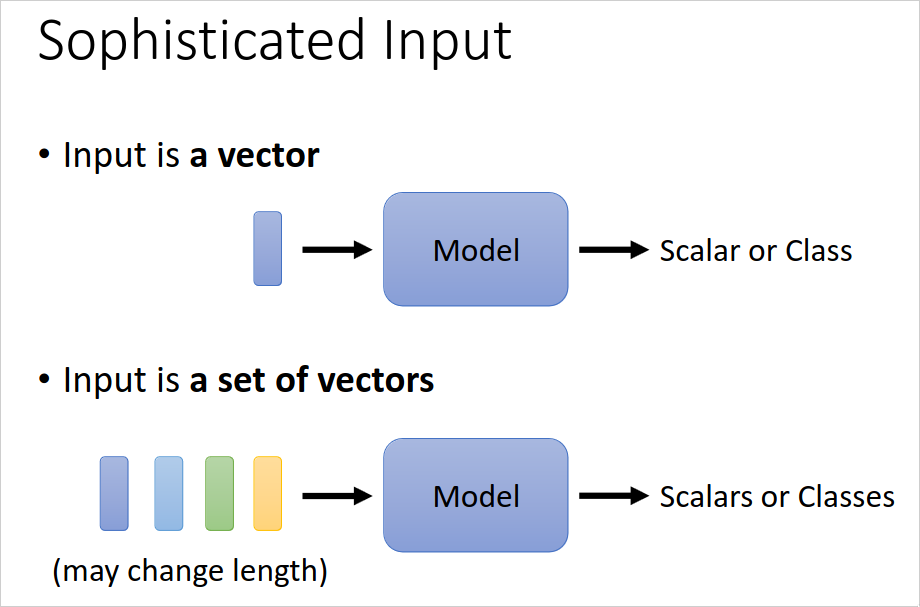 Sophisticated Input
• Input is a vector
Model
Scalar or Class
• Input is a set of vectors
Model
Scalars or Classes
(may change length)